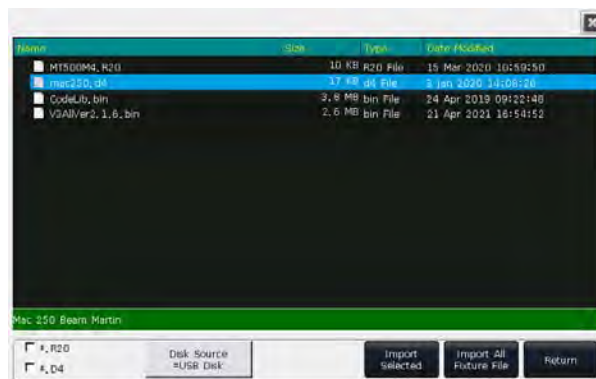 Name Size Type Date Modified
MT500M4.R20 10 KB R20 File 15 Mar 2020 10:59:50
mac250.d4 17 KB d4 File 3 Jan 2020 14:06:26
CodeLib.bin 3.8 MB bin File 24 Apr 2019 09:22:48
V3AllVer2.1.6.bin 2.6 MB bin File 21 Apr 2021 16:54:52
Mac 250 Beam Martin
*.R20
*.D4
Disk Source
=USB Disk
Import
Selected
Import All
Fixture File
Return